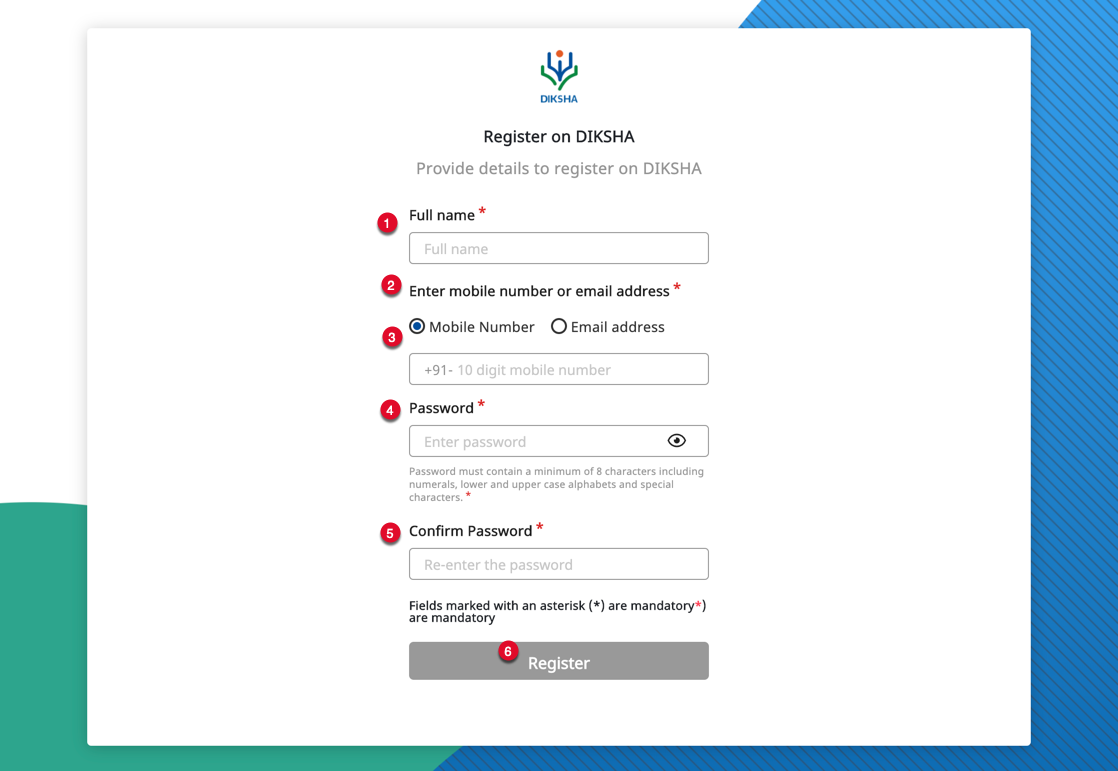 DIKSHA
Register on DIKSHA
Provide details to register on DIKSHA
1
Full name *
Full name
2
Enter mobile number or email address *
Mobile Number Email address
3
+91- 10 digit mobile number
4
Password *
Enter password
Password must contain a minimum of 8 characters including
numerals, lower and upper case alphabets and special
characters. *
5
Confirm Password *
Re-enter the password
Fields marked with an asterisk (*) are mandatory*)
are mandatory
6
Register